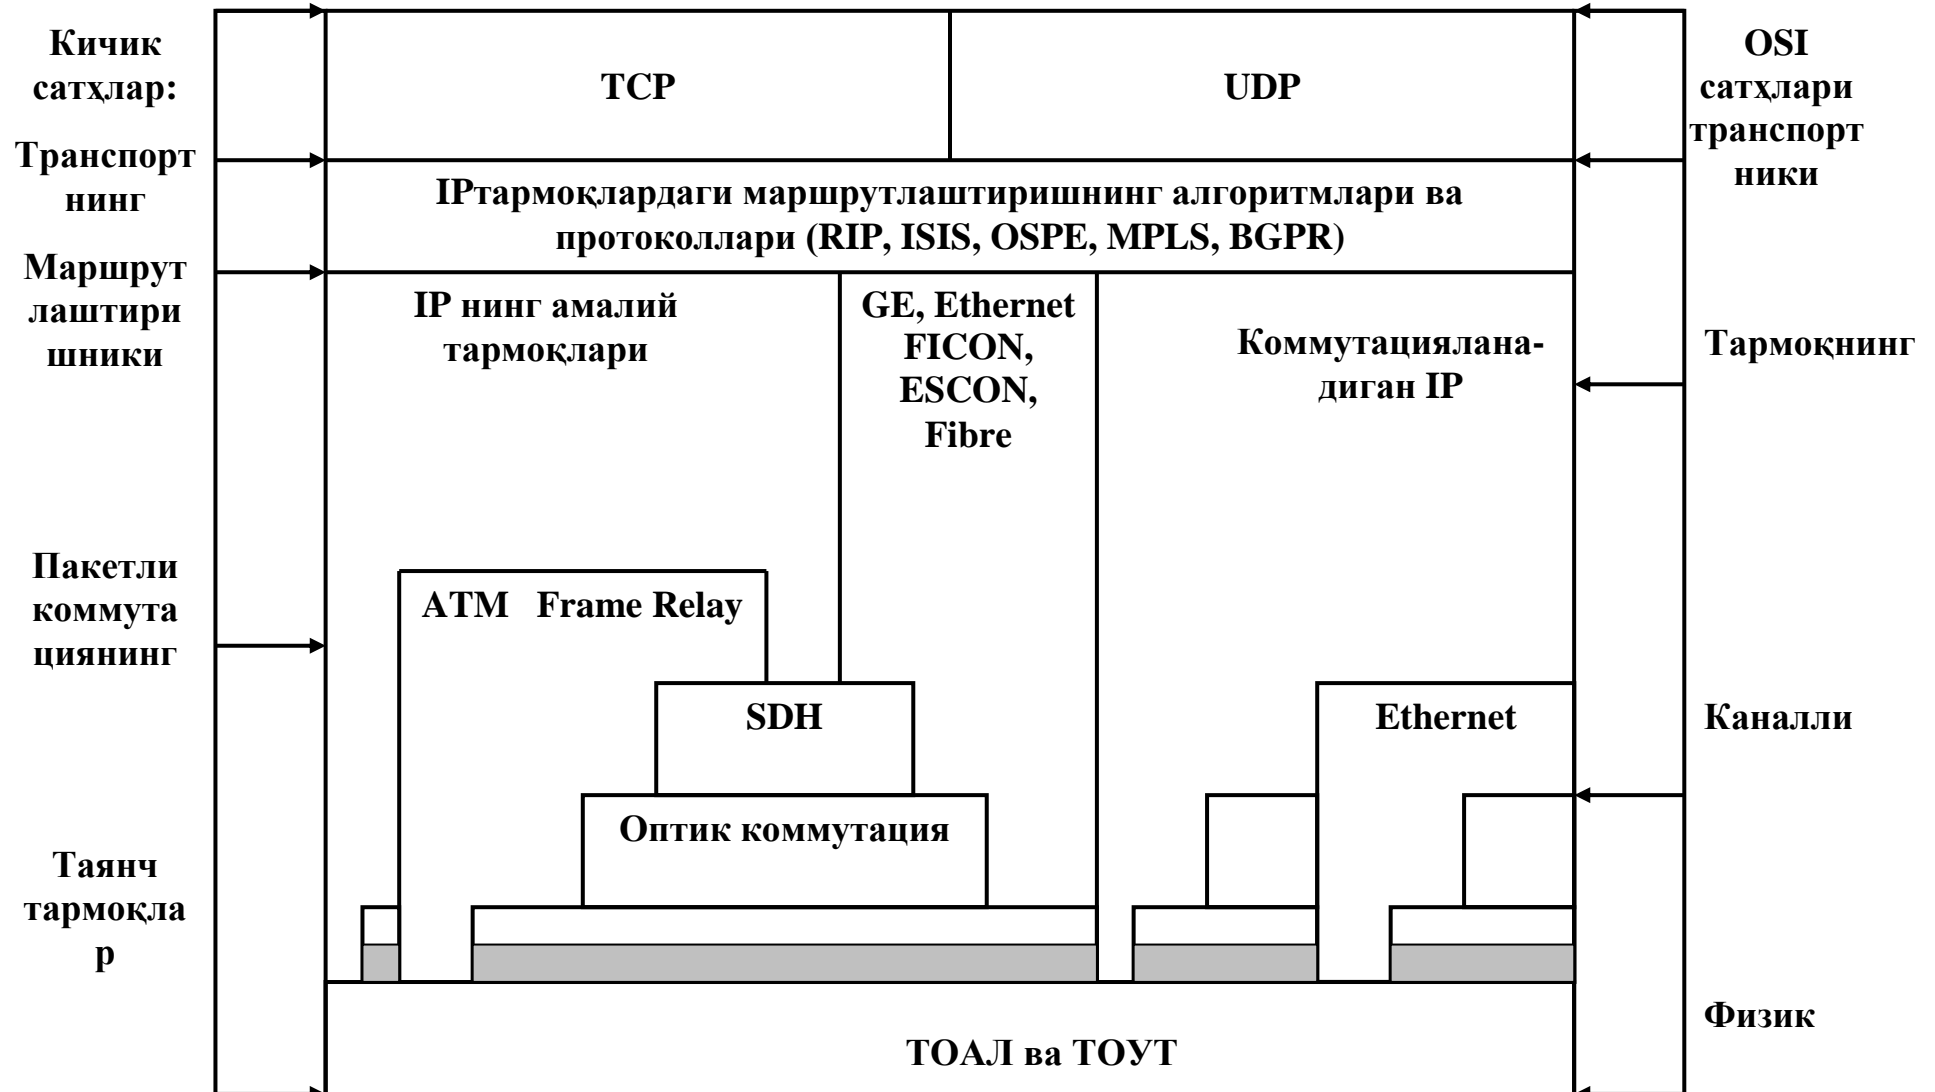 Кичик
сатҳлар:
Транспорт
нинг
Маршрут
лаштири
шники
Пакетли
коммута
циянинг
Таянч
тармоқла
р
TCP
UDP
IPтармоқлардаги маршрутлаштиришнинг алгоритмлари ва
протоколлари (RIP, ISIS, OSPE, MPLS, BGPR)
IP нинг амалий
тармоқлари
GE, Ethernet
FICON,
ESCON,
Fibre
Коммутациялана-
диган IP
ATM Frame Relay
SDH
Ethernet
Оптик коммутация
ТОАЛ ва ТОУТ
OSI
сатҳлари
транспорт
ники
Тармоқнинг
Каналли
Физик